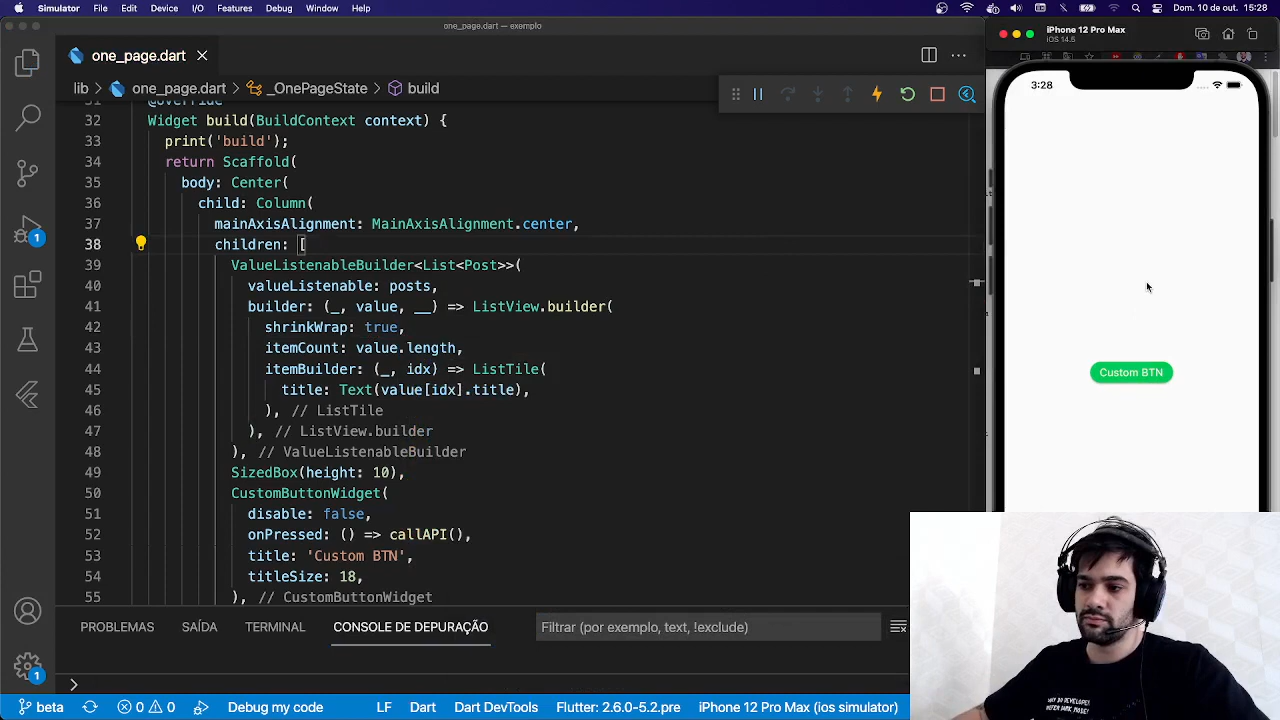 Simulator File Edit Device I/O Features Debug Window Help Dom. 10 de out. 15:28
one_page.dart — exemplo
iPhone 12 Pro Max
iOS 14.5
one_page.dart
lib one_page.dart _OnePageState build
3:28
31 @override
32 Widget build(BuildContext context) {
33 print('build');
34 return Scaffold(
35 body: Center(
36 child: Column(
37 mainAxisAlignment: MainAxisAlignment.center,
38 children: [
39 ValueListenableBuilder<List<Post>>(
40 valueListenable: posts,
41 builder: (_, value, __) => ListView.builder(
42 shrinkWrap: true,
43 itemCount: value.length,
44 itemBuilder: (_, idx) => ListTile(
45 title: Text(value[idx].title),
46 ), // ListTile
47 ), // ListView.builder
48 ), // ValueListenableBuilder
49 SizedBox(height: 10),
50 CustomButtonWidget(
51 disable: false,
52 onPressed: () => callAPI(),
53 title: 'Custom BTN',
54 titleSize: 18,
55 ), // CustomButtonWidget
Custom BTN
1
PROBLEMAS SAÍDA TERMINAL CONSOLE DE DEPURAÇÃO Filtrar (por exemplo, text, !exclude)
1
beta 0 0 Debug my code LF Dart Dart DevTools Flutter: 2.6.0-5.2.pre iPhone 12 Pro Max (ios simulator)